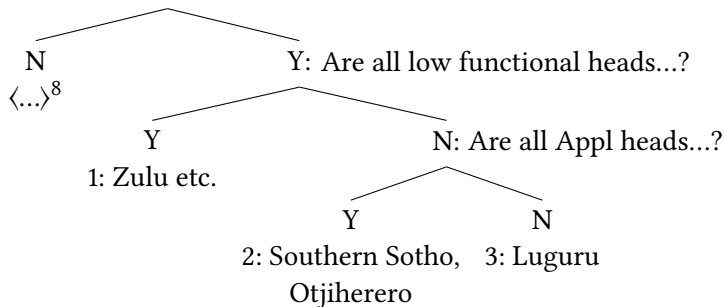 N Y: Are all low functional heads…?
⟨…⟩⁸
Y N: Are all Appl heads…?
1: Zulu etc.
Y N
2: Southern Sotho, 3: Luguru
Otjiherero